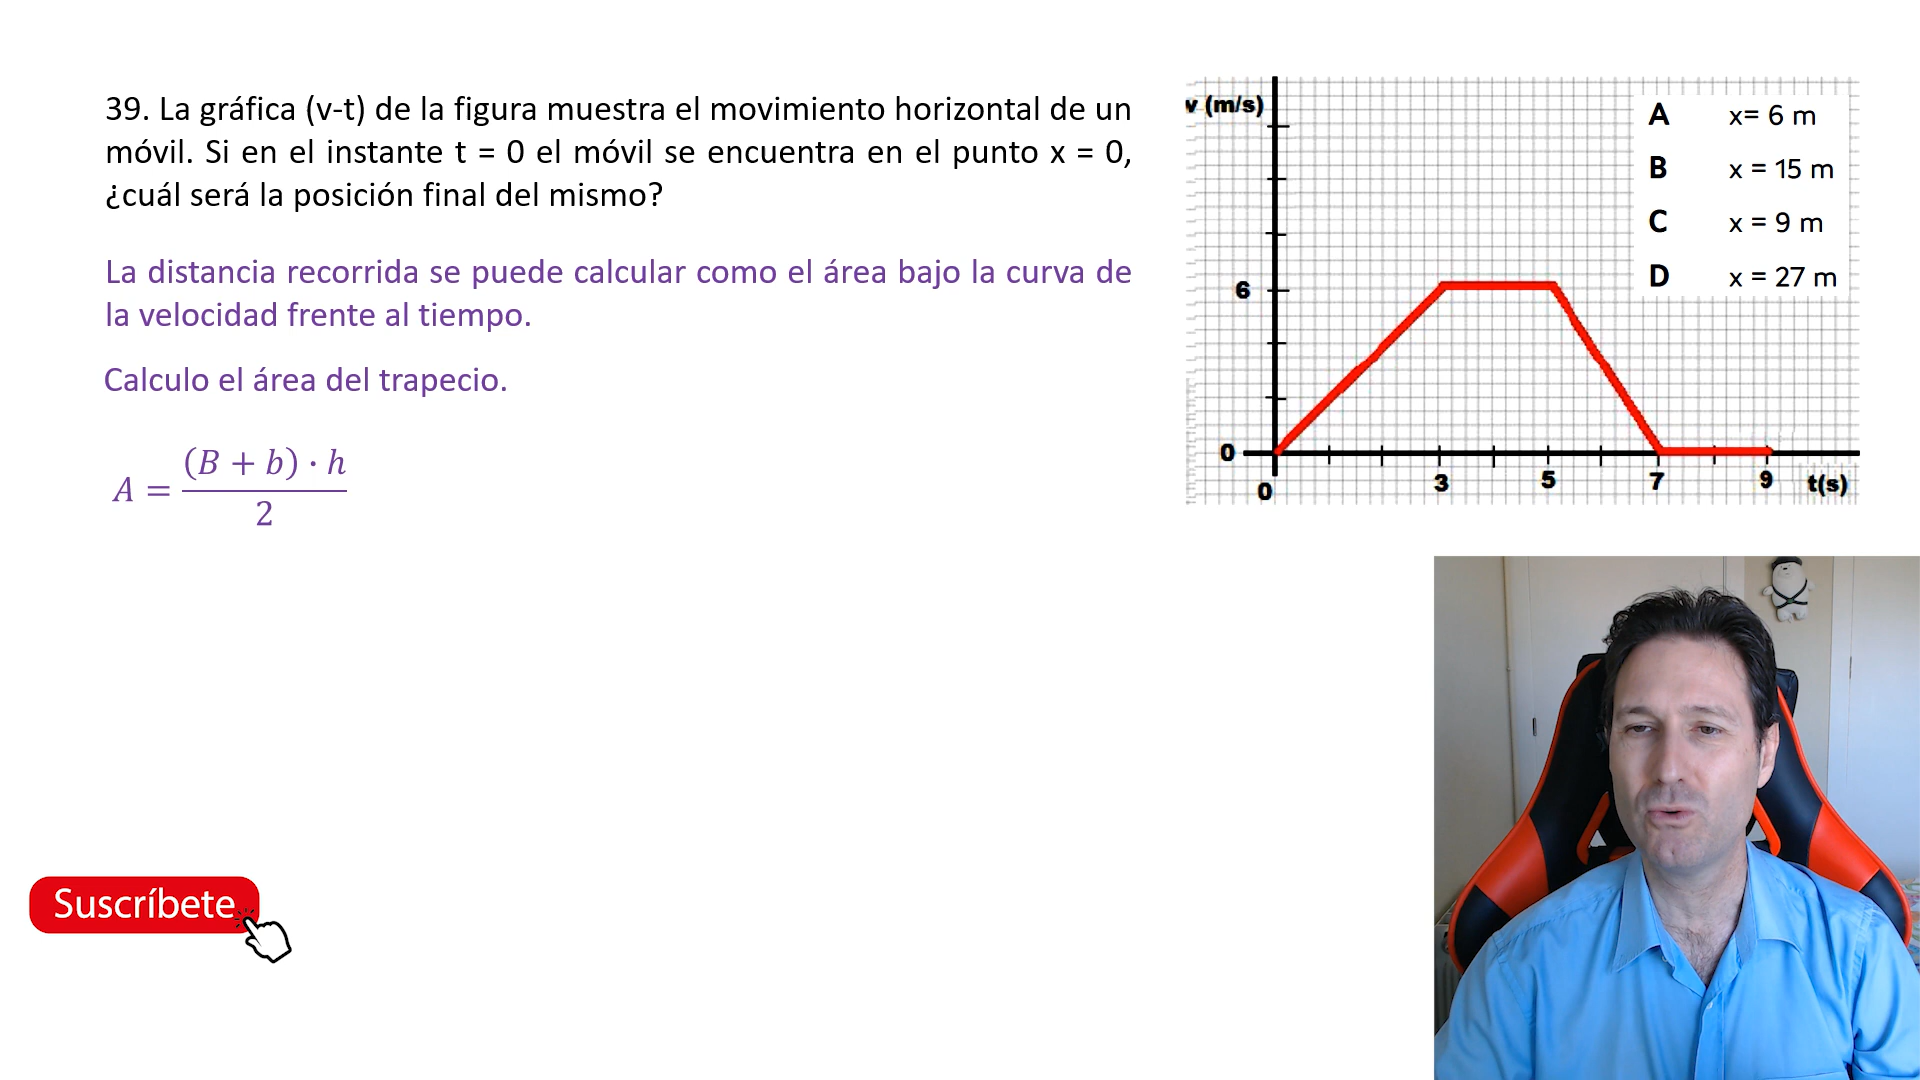 39. La gráfica (v-t) de la figura muestra el movimiento horizontal de un
móvil. Si en el instante t = 0 el móvil se encuentra en el punto x = 0,
¿cuál será la posición final del mismo?
La distancia recorrida se puede calcular como el área bajo la curva de
la velocidad frente al tiempo.
Calculo el área del trapecio.
A = (B + b) · h / 2
v (m/s)
A x= 6 m
B x = 15 m
C x = 9 m
D x = 27 m
6
0
0 3 5 7 9 t(s)
Suscríbete